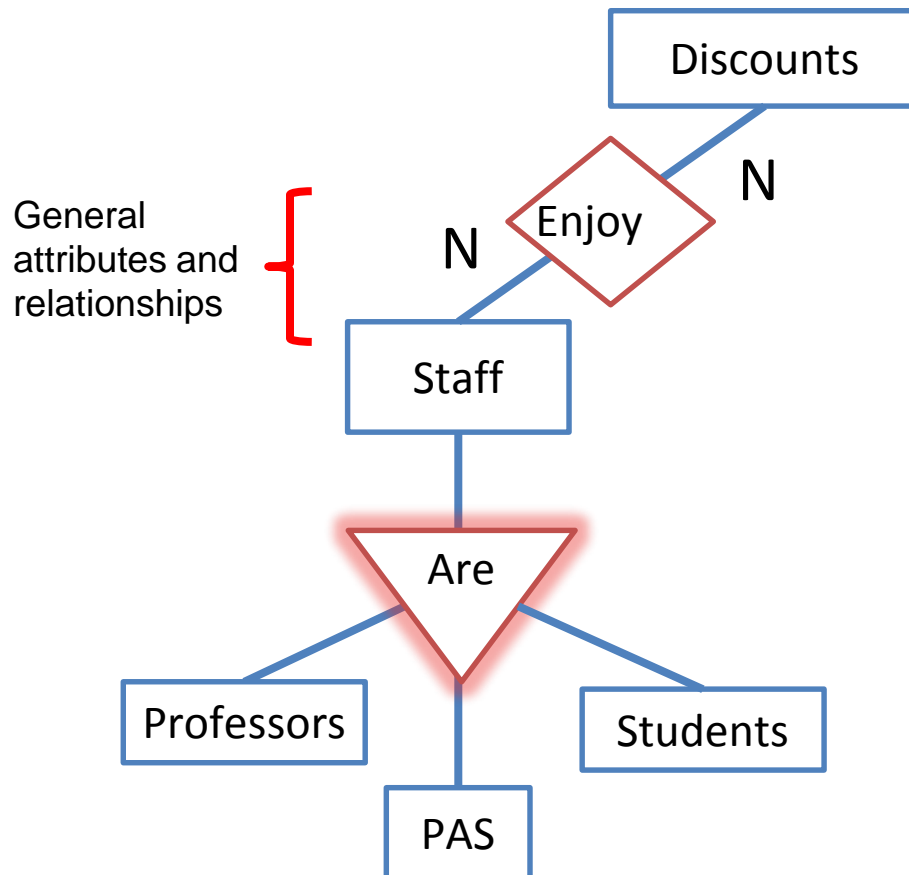 Discounts
N
Enjoy
N
General
attributes and
relationships
Staff
Are
Professors
Students
PAS